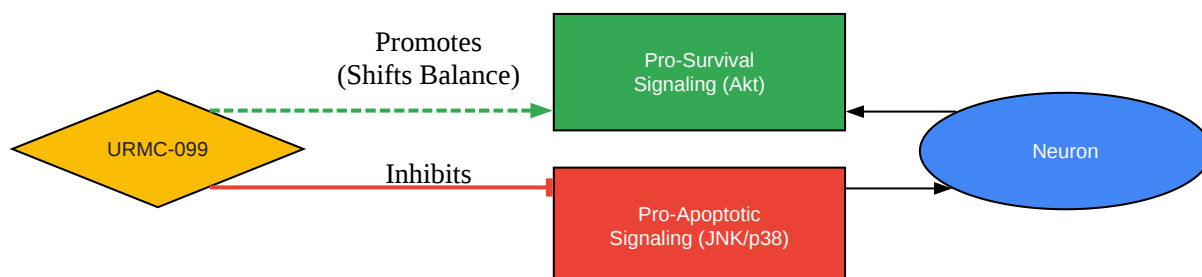 Promotes
(Shifts Balance)
Pro-Survival
Signaling (Akt)
URMC-099
Neuron
Inhibits
Pro-Apoptotic
Signaling (JNK/p38)